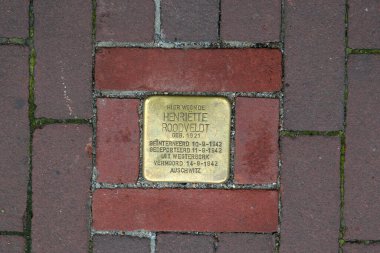 HIER WOONDE
HENRIETTE
ROODVELDT
GEB. 1921
GEÏNTERNEERD 10-8-1942
GEDEPORTEERD 11-8-1942
UIT WESTERBORK
VERMOORD 14-8-1942
AUSCHWITZ